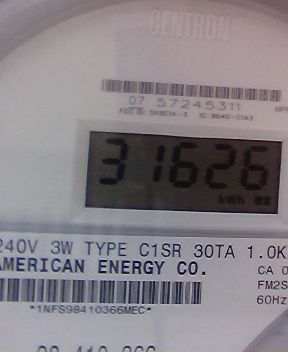 CENTRON
07 57245311
31626
kWh
240V 3W TYPE C1SR 30TA 1.0K
AMERICAN ENERGY CO.
CA 0
FM2S
60Hz
*1NFS98410366MEC*